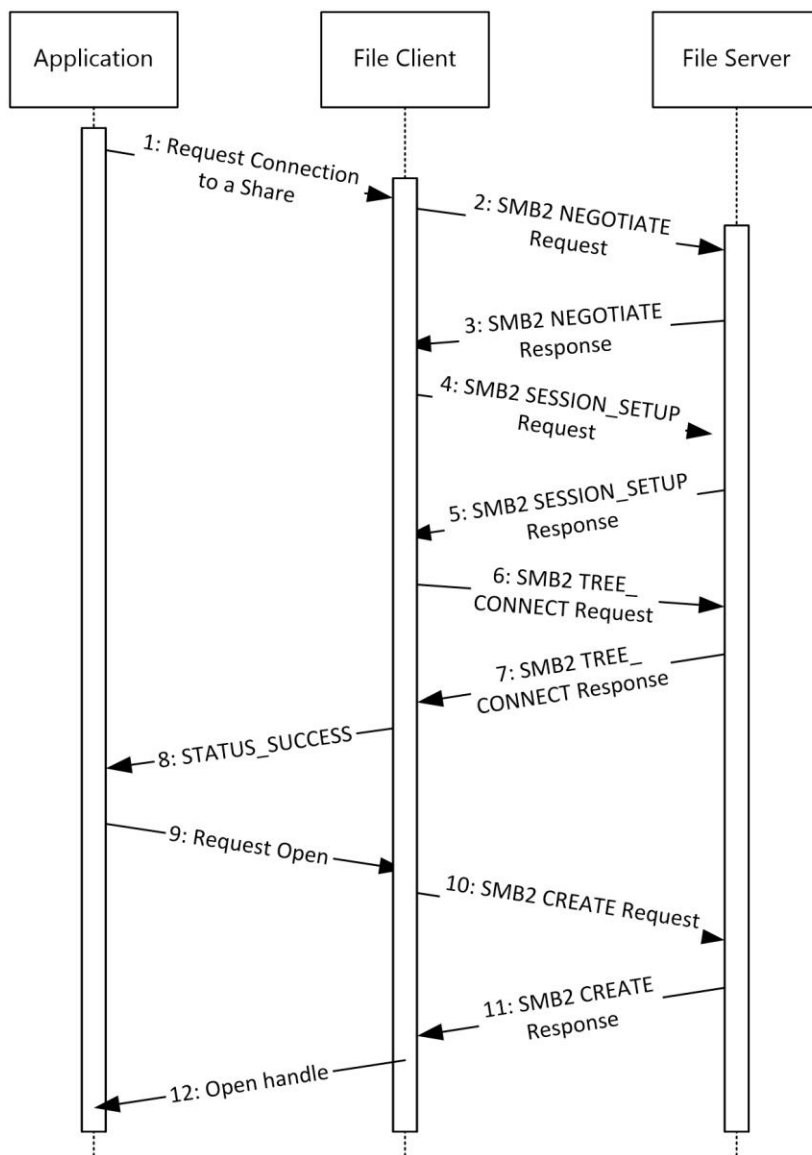 Application
File Client
File Server
1: Request Connection
to a Share
2: SMB2 NEGOTIATE
Request
3: SMB2 NEGOTIATE
Response
4: SMB2 SESSION_SETUP
Request
5: SMB2 SESSION_SETUP
Response
6: SMB2 TREE_
CONNECT Request
7: SMB2 TREE_
CONNECT Response
8: STATUS_SUCCESS
9: Request Open
10: SMB2 CREATE Request
11: SMB2 CREATE
Response
12: Open handle